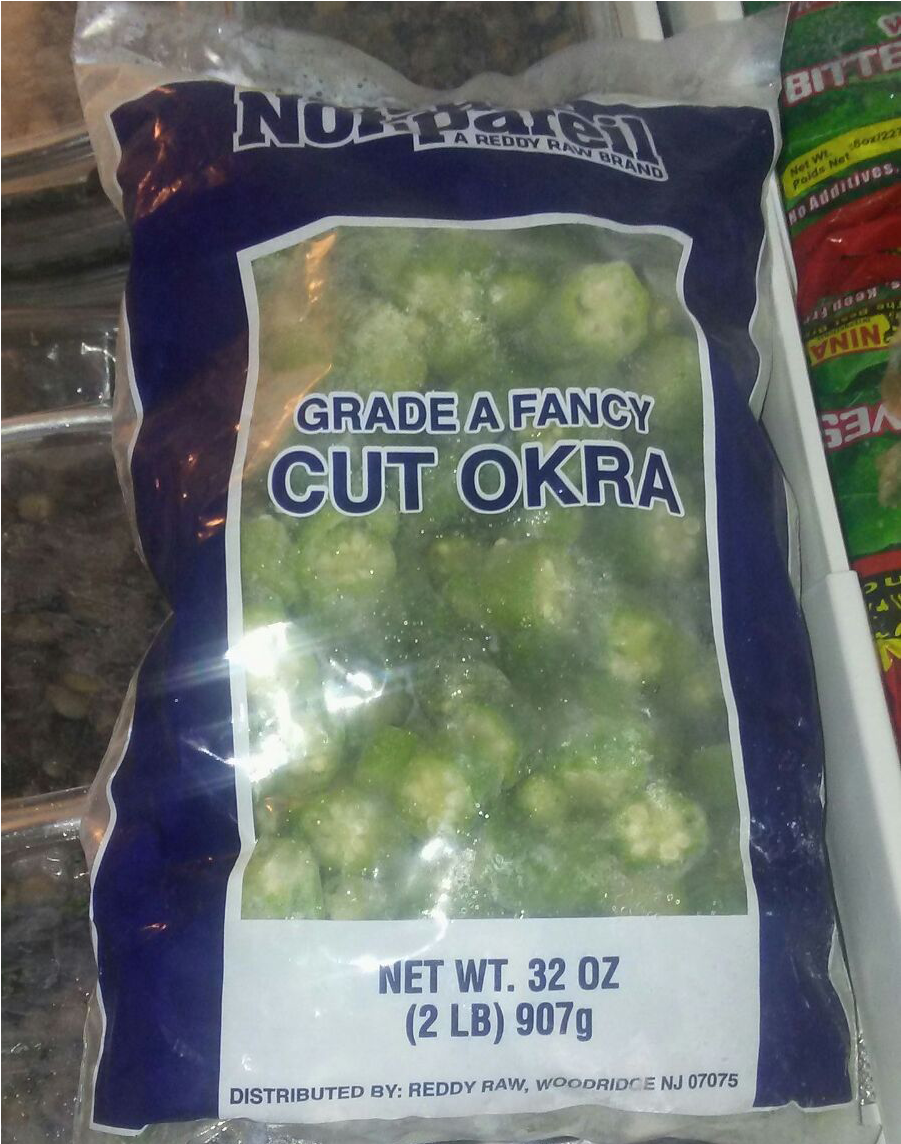 Nonpareil
A REDDY RAW BRAND
GRADE A FANCY
CUT OKRA
NET WT. 32 OZ
(2 LB) 907g
DISTRIBUTED BY: REDDY RAW, WOODRIDGE NJ 07075
BITTE
Net Wt.
Poids Net
No Additives.
NINA
VES